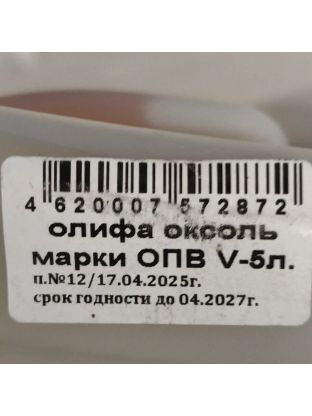 4 620007 572872
олифа оксоль
марки ОПВ V-5л.
п.№12/17.04.2025г.
срок годности до 04.2027г.